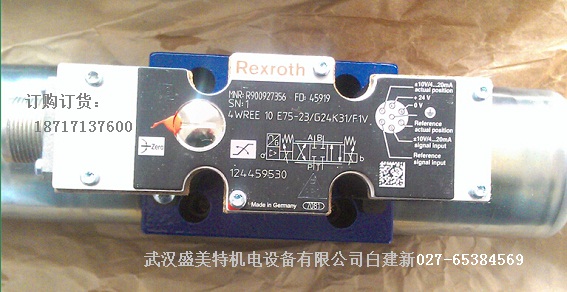 Rexroth
MNR: R900927356 FD: 45919
SN: 1
4WREE 10 E75-23/G24K31/F1V
124459530
Made in Germany
7081
Zero
A B
P T
a
b
±10V/4...20mA
actual position
+ 24 V
0 V
Reference
actual position
±10V/4...20mA
signal input
Reference
signal input
订购订货：
18717137600
武汉盛美特机电设备有限公司白建新027-65384569